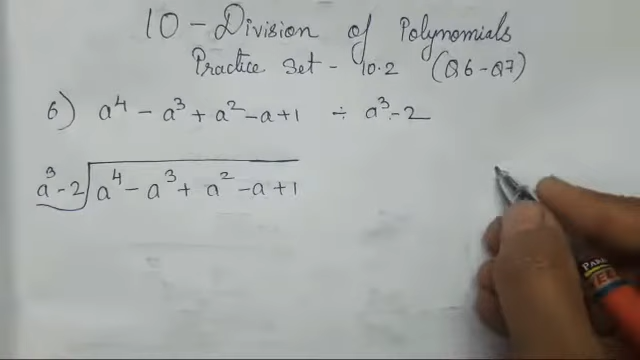 10 - Division of Polynomials
Practice Set - 10.2 (Q6 - Q7)
6) a⁴ - a³ + a² - a + 1 ÷ a³ - 2
a³ - 2 a⁴ - a³ + a² - a + 1